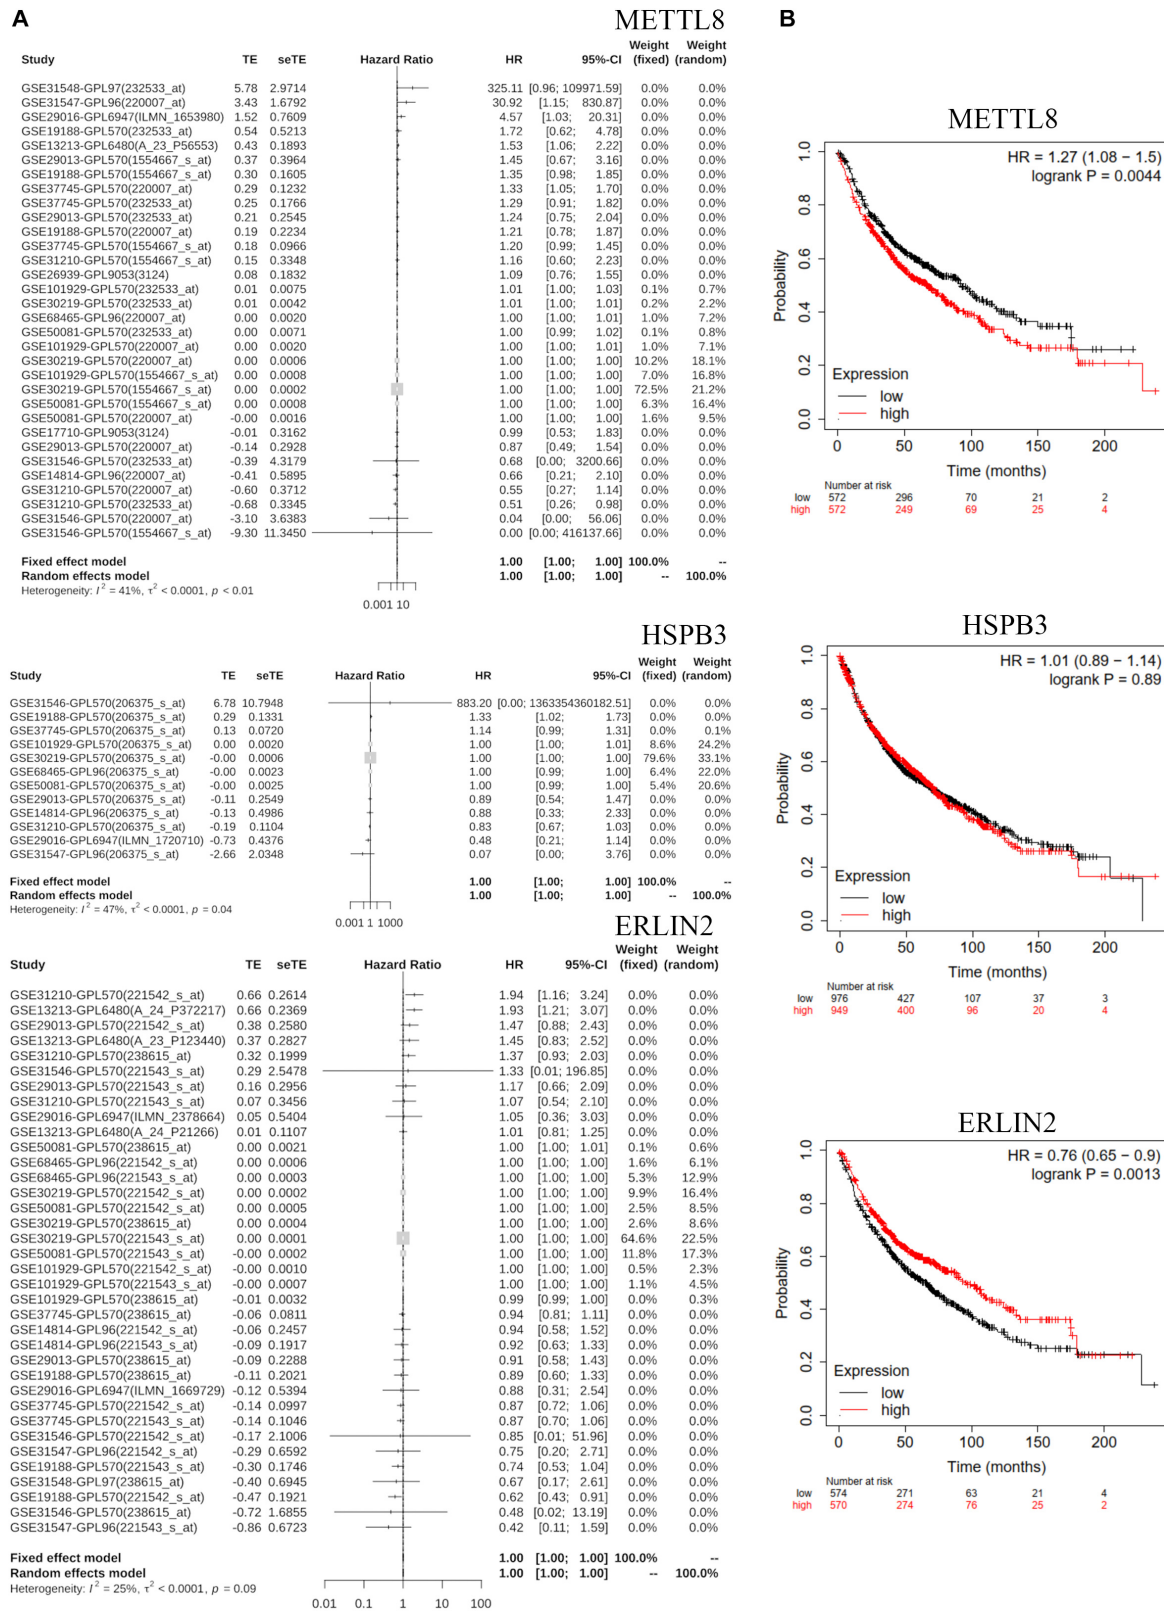 A
METTL8
Study TE seTE Hazard Ratio HR 95%-CI Weight (fixed) Weight (random)
GSE31548-GPL97(232533_at) 5.78 2.9714 325.11 [0.96; 109971.59] 0.0% 0.0%
GSE31547-GPL96(220007_at) 3.43 1.6792 30.92 [1.15; 830.87] 0.0% 0.0%
GSE29016-GPL6947(ILMN_1653980) 1.52 0.7609 4.57 [1.03; 20.31] 0.0% 0.0%
GSE19188-GPL570(232533_at) 0.54 0.5213 1.72 [0.62; 4.78] 0.0% 0.0%
GSE13213-GPL6480(A_23_P56553) 0.43 0.1893 1.53 [1.06; 2.22] 0.0% 0.0%
GSE29013-GPL570(1554667_s_at) 0.37 0.3964 1.45 [0.67; 3.16] 0.0% 0.0%
GSE19188-GPL570(1554667_s_at) 0.30 0.1605 1.35 [0.98; 1.85] 0.0% 0.0%
GSE37745-GPL570(220007_at) 0.29 0.1232 1.33 [1.05; 1.70] 0.0% 0.0%
GSE37745-GPL570(232533_at) 0.25 0.1766 1.29 [0.91; 1.82] 0.0% 0.0%
GSE29013-GPL570(232533_at) 0.21 0.2545 1.24 [0.75; 2.04] 0.0% 0.0%
GSE19188-GPL570(220007_at) 0.19 0.2234 1.21 [0.78; 1.87] 0.0% 0.0%
GSE37745-GPL570(1554667_s_at) 0.18 0.0966 1.20 [0.99; 1.45] 0.0% 0.0%
GSE31210-GPL570(1554667_s_at) 0.15 0.3348 1.16 [0.60; 2.23] 0.0% 0.0%
GSE26939-GPL9053(3124) 0.08 0.1832 1.09 [0.76; 1.55] 0.0% 0.0%
GSE101929-GPL570(232533_at) 0.01 0.0075 1.01 [1.00; 1.03] 0.1% 0.7%
GSE30219-GPL570(232533_at) 0.01 0.0042 1.01 [1.00; 1.01] 0.2% 2.2%
GSE68465-GPL96(220007_at) 0.00 0.0020 1.00 [1.00; 1.01] 1.0% 7.2%
GSE50081-GPL570(232533_at) 0.00 0.0071 1.00 [0.99; 1.02] 0.1% 0.8%
GSE101929-GPL570(220007_at) 0.00 0.0020 1.00 [1.00; 1.01] 1.0% 7.1%
GSE30219-GPL570(220007_at) 0.00 0.0006 1.00 [1.00; 1.00] 10.2% 18.1%
GSE101929-GPL570(1554667_s_at) 0.00 0.0008 1.00 [1.00; 1.00] 7.0% 16.8%
GSE30219-GPL570(1554667_s_at) 0.00 0.0002 1.00 [1.00; 1.00] 72.5% 21.2%
GSE50081-GPL570(1554667_s_at) 0.00 0.0008 1.00 [1.00; 1.00] 6.3% 16.4%
GSE50081-GPL570(220007_at) -0.00 0.0016 1.00 [1.00; 1.00] 1.6% 9.5%
GSE17710-GPL9053(3124) -0.01 0.3162 0.99 [0.53; 1.83] 0.0% 0.0%
GSE29013-GPL570(220007_at) -0.14 0.2928 0.87 [0.49; 1.54] 0.0% 0.0%
GSE31546-GPL570(232533_at) -0.39 4.3179 0.68 [0.00; 3200.66] 0.0% 0.0%
GSE14814-GPL96(220007_at) -0.41 0.5895 0.66 [0.21; 2.10] 0.0% 0.0%
GSE31210-GPL570(220007_at) -0.60 0.3712 0.55 [0.27; 1.14] 0.0% 0.0%
GSE31210-GPL570(232533_at) -0.68 0.3345 0.51 [0.26; 0.98] 0.0% 0.0%
GSE31546-GPL570(220007_at) -3.10 3.6383 0.04 [0.00; 56.06] 0.0% 0.0%
GSE31546-GPL570(1554667_s_at) -9.30 11.3450 0.00 [0.00; 416137.66] 0.0% 0.0%
Fixed effect model 1.00 [1.00; 1.00] 100.0% --
Random effects model 1.00 [1.00; 1.00] -- 100.0%
Heterogeneity: I² = 41%, τ² < 0.0001, p < 0.01
0.001 10
HSPB3
Study TE seTE Hazard Ratio HR 95%-CI Weight (fixed) Weight (random)
GSE31546-GPL570(206375_s_at) 6.78 10.7948 883.20 [0.00; 1363354360182.51] 0.0% 0.0%
GSE19188-GPL570(206375_s_at) 0.29 0.1331 1.33 [1.02; 1.73] 0.0% 0.0%
GSE37745-GPL570(206375_s_at) 0.13 0.0720 1.14 [0.99; 1.31] 0.0% 0.1%
GSE101929-GPL570(206375_s_at) 0.00 0.0020 1.00 [1.00; 1.01] 8.6% 24.2%
GSE30219-GPL570(206375_s_at) -0.00 0.0006 1.00 [1.00; 1.00] 79.6% 33.1%
GSE68465-GPL96(206375_s_at) -0.00 0.0023 1.00 [0.99; 1.00] 6.4% 22.0%
GSE50081-GPL570(206375_s_at) -0.00 0.0025 1.00 [0.99; 1.00] 5.4% 20.6%
GSE29013-GPL570(206375_s_at) -0.11 0.2549 0.89 [0.54; 1.47] 0.0% 0.0%
GSE14814-GPL96(206375_s_at) -0.13 0.4986 0.88 [0.33; 2.33] 0.0% 0.0%
GSE31210-GPL570(206375_s_at) -0.19 0.1104 0.83 [0.67; 1.03] 0.0% 0.0%
GSE29016-GPL6947(ILMN_1720710) -0.73 0.4376 0.48 [0.21; 1.14] 0.0% 0.0%
GSE31547-GPL96(206375_s_at) -2.66 2.0348 0.07 [0.00; 3.76] 0.0% 0.0%
Fixed effect model 1.00 [1.00; 1.00] 100.0% --
Random effects model 1.00 [1.00; 1.00] -- 100.0%
Heterogeneity: I² = 47%, τ² < 0.0001, p = 0.04
0.001 1 1000
ERLIN2
Study TE seTE Hazard Ratio HR 95%-CI Weight (fixed) Weight (random)
GSE31210-GPL570(221542_s_at) 0.66 0.2614 1.94 [1.16; 3.24] 0.0% 0.0%
GSE13213-GPL6480(A_24_P372217) 0.66 0.2369 1.93 [1.21; 3.07] 0.0% 0.0%
GSE29013-GPL570(221542_s_at) 0.38 0.2580 1.47 [0.88; 2.43] 0.0% 0.0%
GSE13213-GPL6480(A_23_P123440) 0.37 0.2827 1.45 [0.83; 2.52] 0.0% 0.0%
GSE31210-GPL570(238615_at) 0.32 0.1999 1.37 [0.93; 2.03] 0.0% 0.0%
GSE31546-GPL570(221543_s_at) 0.29 2.5478 1.33 [0.01; 196.85] 0.0% 0.0%
GSE29013-GPL570(221543_s_at) 0.16 0.2956 1.17 [0.66; 2.09] 0.0% 0.0%
GSE31210-GPL570(221543_s_at) 0.07 0.3456 1.07 [0.54; 2.10] 0.0% 0.0%
GSE29016-GPL6947(ILMN_2378664) 0.05 0.5404 1.05 [0.36; 3.03] 0.0% 0.0%
GSE13213-GPL6480(A_24_P21266) 0.01 0.1107 1.01 [0.81; 1.25] 0.0% 0.0%
GSE50081-GPL570(238615_at) 0.00 0.0021 1.00 [1.00; 1.01] 0.1% 0.6%
GSE68465-GPL96(221542_s_at) 0.00 0.0006 1.00 [1.00; 1.00] 1.6% 6.1%
GSE68465-GPL96(221543_s_at) 0.00 0.0003 1.00 [1.00; 1.00] 5.3% 12.9%
GSE30219-GPL570(221542_s_at) 0.00 0.0002 1.00 [1.00; 1.00] 9.9% 16.4%
GSE50081-GPL570(221542_s_at) 0.00 0.0005 1.00 [1.00; 1.00] 2.5% 8.5%
GSE30219-GPL570(238615_at) 0.00 0.0004 1.00 [1.00; 1.00] 2.6% 8.6%
GSE30219-GPL570(221543_s_at) 0.00 0.0001 1.00 [1.00; 1.00] 64.6% 22.5%
GSE50081-GPL570(221543_s_at) -0.00 0.0002 1.00 [1.00; 1.00] 11.8% 17.3%
GSE101929-GPL570(221542_s_at) -0.00 0.0010 1.00 [1.00; 1.00] 0.5% 2.3%
GSE101929-GPL570(221543_s_at) -0.00 0.0007 1.00 [1.00; 1.00] 1.1% 4.5%
GSE101929-GPL570(238615_at) -0.01 0.0032 0.99 [0.99; 1.00] 0.0% 0.3%
GSE37745-GPL570(238615_at) -0.06 0.0811 0.94 [0.81; 1.11] 0.0% 0.0%
GSE14814-GPL96(221542_s_at) -0.06 0.2457 0.94 [0.58; 1.52] 0.0% 0.0%
GSE14814-GPL96(221543_s_at) -0.09 0.1917 0.92 [0.63; 1.33] 0.0% 0.0%
GSE29013-GPL570(238615_at) -0.09 0.2288 0.91 [0.58; 1.43] 0.0% 0.0%
GSE19188-GPL570(238615_at) -0.11 0.2021 0.89 [0.60; 1.33] 0.0% 0.0%
GSE29016-GPL6947(ILMN_1669729) -0.12 0.5394 0.88 [0.31; 2.54] 0.0% 0.0%
GSE37745-GPL570(221542_s_at) -0.14 0.0997 0.87 [0.72; 1.06] 0.0% 0.0%
GSE37745-GPL570(221543_s_at) -0.14 0.1046 0.87 [0.70; 1.06] 0.0% 0.0%
GSE31546-GPL570(221542_s_at) -0.17 2.1006 0.85 [0.01; 51.96] 0.0% 0.0%
GSE31547-GPL96(221542_s_at) -0.29 0.6592 0.75 [0.20; 2.71] 0.0% 0.0%
GSE19188-GPL570(221543_s_at) -0.30 0.1746 0.74 [0.53; 1.04] 0.0% 0.0%
GSE31548-GPL97(238615_at) -0.40 0.6945 0.67 [0.17; 2.61] 0.0% 0.0%
GSE19188-GPL570(221542_s_at) -0.47 0.1921 0.62 [0.43; 0.91] 0.0% 0.0%
GSE31546-GPL570(238615_at) -0.72 1.6855 0.48 [0.02; 13.19] 0.0% 0.0%
GSE31547-GPL96(221543_s_at) -0.86 0.6723 0.42 [0.11; 1.59] 0.0% 0.0%
Fixed effect model 1.00 [1.00; 1.00] 100.0% --
Random effects model 1.00 [1.00; 1.00] -- 100.0%
Heterogeneity: I² = 25%, τ² < 0.0001, p = 0.09
0.01 0.1 1 10 100
B
METTL8
HR = 1.27 (1.08 − 1.5)
logrank P = 0.0044
Probability
1.0
0.8
0.6
0.4
0.2
0.0
Expression
low
high
0 50 100 150 200
Time (months)
Number at risk
low 572 296 70 21 2
high 572 249 69 25 4
HSPB3
HR = 1.01 (0.89 − 1.14)
logrank P = 0.89
Probability
1.0
0.8
0.6
0.4
0.2
0.0
Expression
low
high
0 50 100 150 200
Time (months)
Number at risk
low 976 427 107 37 3
high 949 400 96 20 4
ERLIN2
HR = 0.76 (0.65 − 0.9)
logrank P = 0.0013
Probability
1.0
0.8
0.6
0.4
0.2
0.0
Expression
low
high
0 50 100 150 200
Time (months)
Number at risk
low 574 271 63 21 4
high 570 274 76 25 2